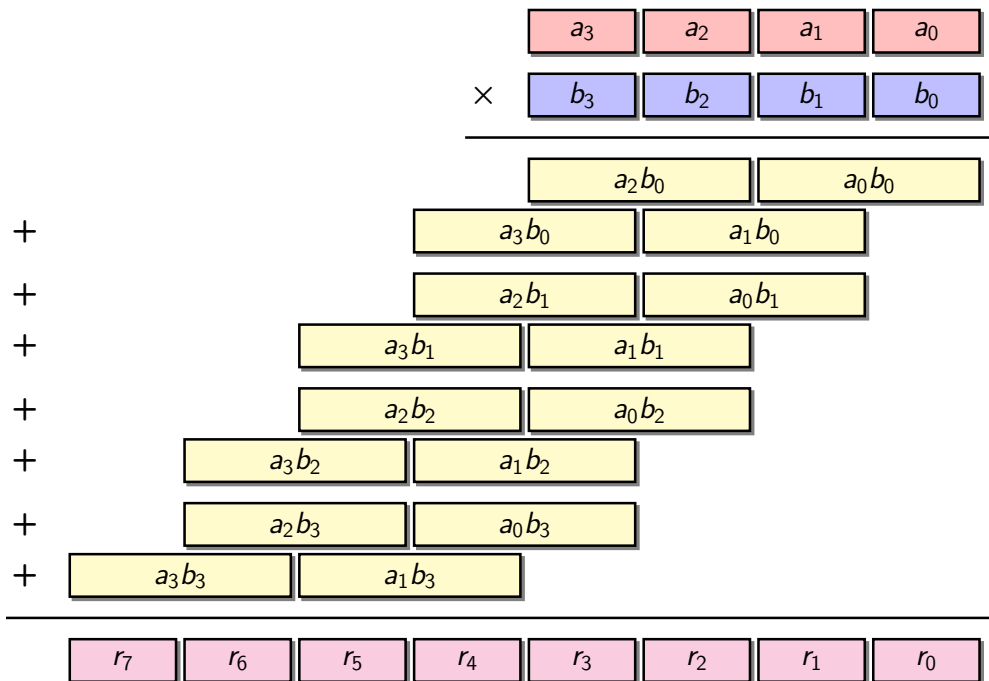 a₃ a₂ a₁ a₀
× b₃ b₂ b₁ b₀
a₂b₀ a₀b₀
+ a₃b₀ a₁b₀
+ a₂b₁ a₀b₁
+ a₃b₁ a₁b₁
+ a₂b₂ a₀b₂
+ a₃b₂ a₁b₂
+ a₂b₃ a₀b₃
+ a₃b₃ a₁b₃
r₇ r₆ r₅ r₄ r₃ r₂ r₁ r₀